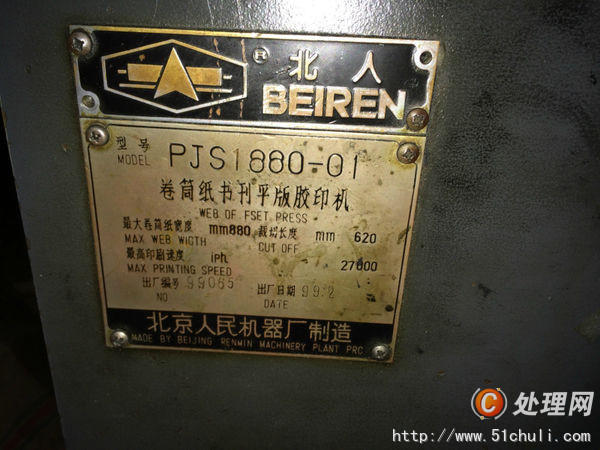 ® 北人
BEIREN
型号 PJS1880-01
MODEL
卷筒纸书刊平版胶印机
WEB OF FSET PRESS
最大卷筒纸宽度 mm880 裁切长度 mm 620
MAX WEB WIGTH CUT OFF
最高印刷速度 iph 27000
MAX PRINTING SPEED
出厂编号 99065 出厂日期 99.2
NO DATE
北京人民机器厂制造
MADE BY BEIJING RENMIN MACHINERY PLANT PRC
C 处理网
http://www.51chuli.com